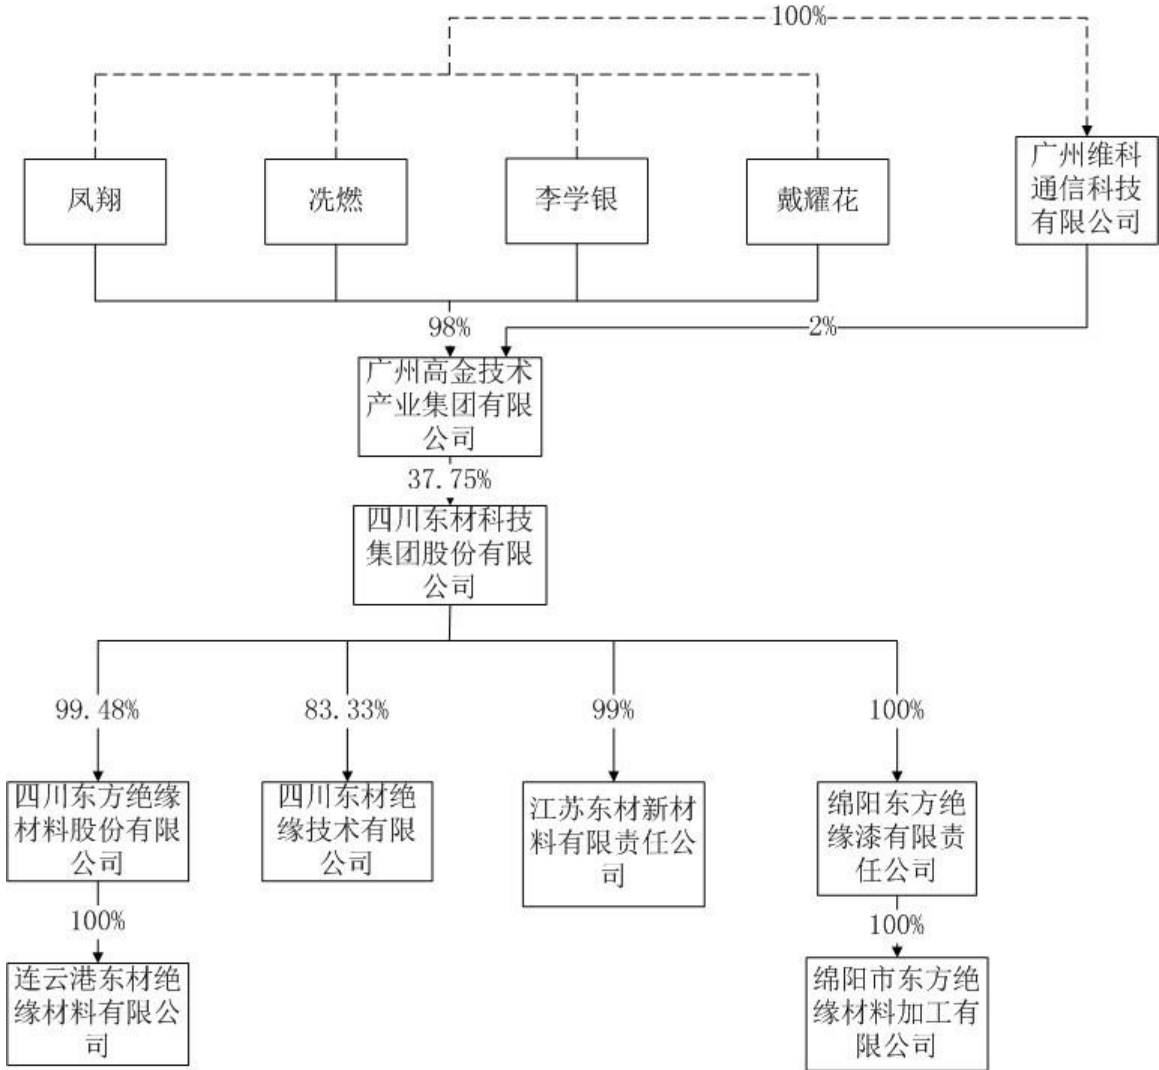 100%
凤翔
冼燃
李学银
戴耀花
广州维科
通信科技
有限公司
98%
2%
广州高金技术
产业集团有限
公司
37.75%
四川东材科技
集团股份有限
公司
99.48%
83.33%
99%
100%
四川东方绝缘
材料股份有限
公司
四川东材绝
缘技术有限
公司
江苏东材新材
料有限责任公
司
绵阳东方绝
缘漆有限责
任公司
100%
100%
连云港东材绝
缘材料有限公
司
绵阳市东方绝
缘材料加工有
限公司